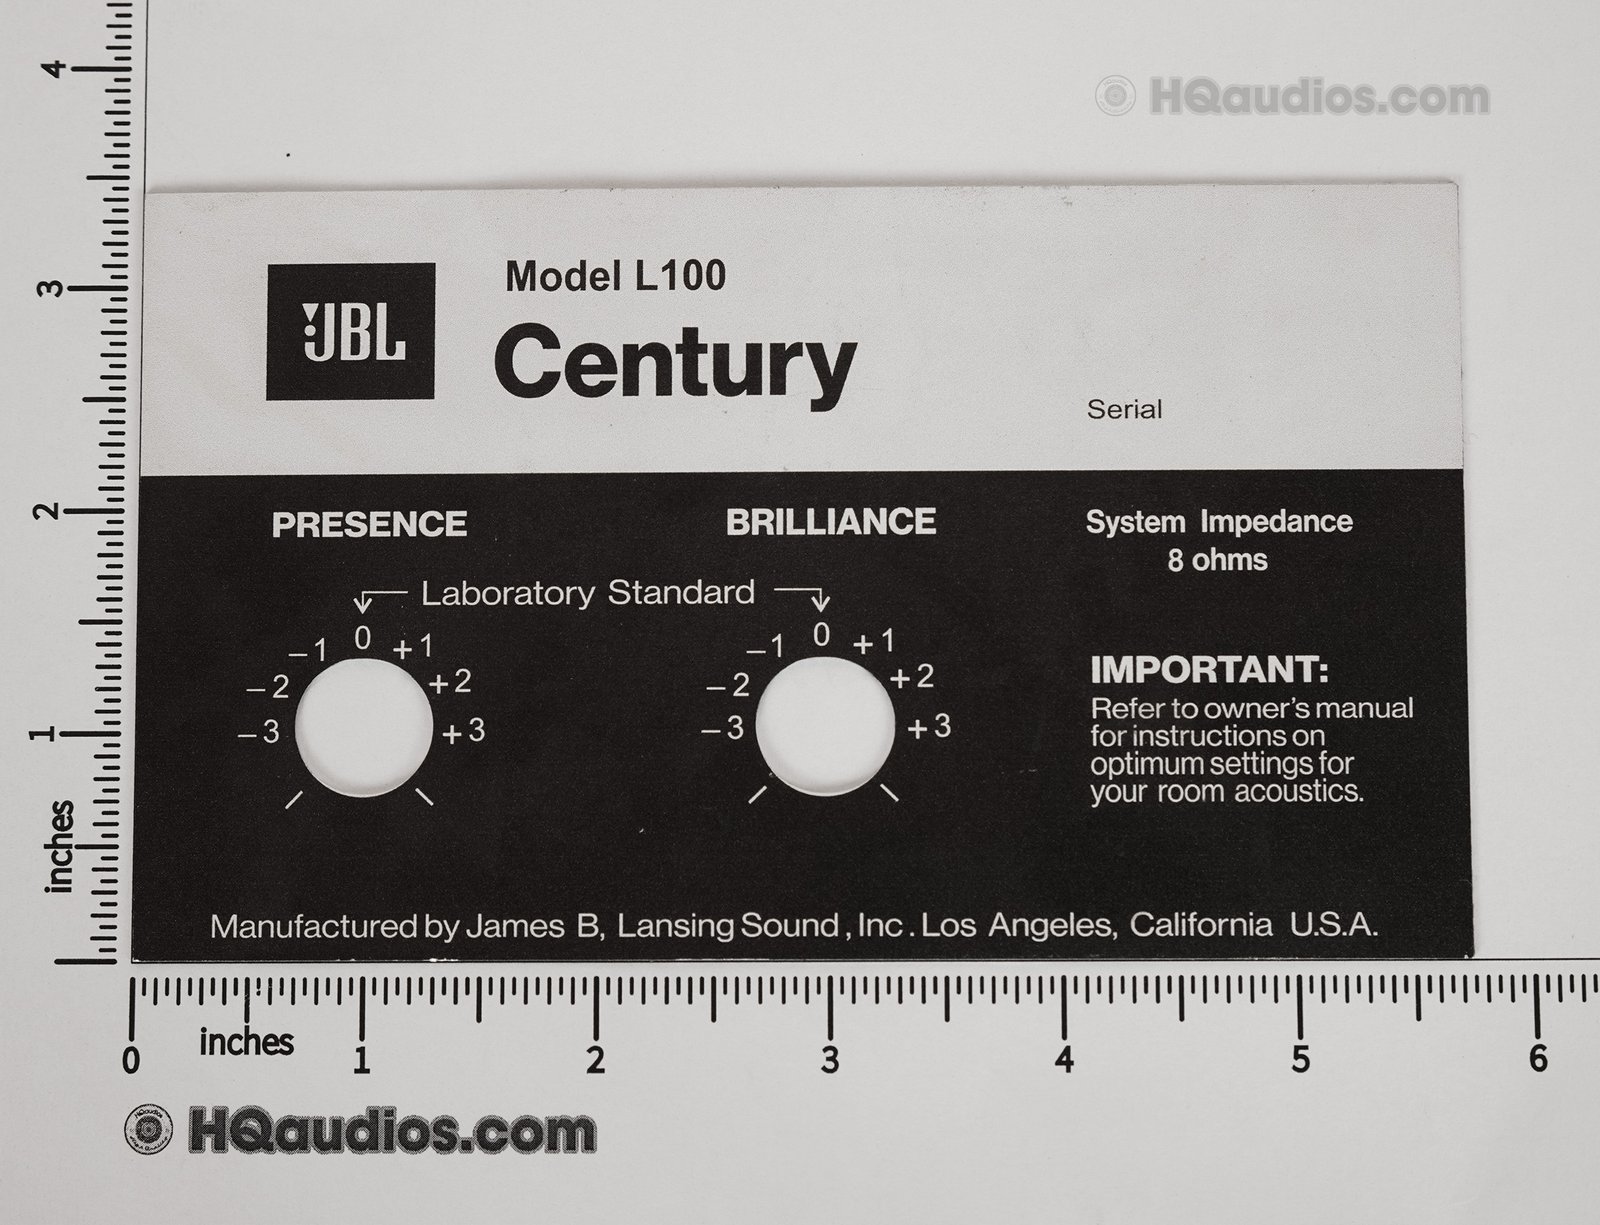 HQaudios.com
JBL
Model L100
Century
Serial
PRESENCE
BRILLIANCE
System Impedance
8 ohms
Laboratory Standard
-1 0 +1
-2 +2
-3 +3
-1 0 +1
-2 +2
-3 +3
IMPORTANT:
Refer to owner's manual
for instructions on
optimum settings for
your room acoustics.
Manufactured by James B, Lansing Sound, Inc. Los Angeles, California U.S.A.
4
3
2
1
inches
inches
0 1 2 3 4 5 6
HQaudios.com